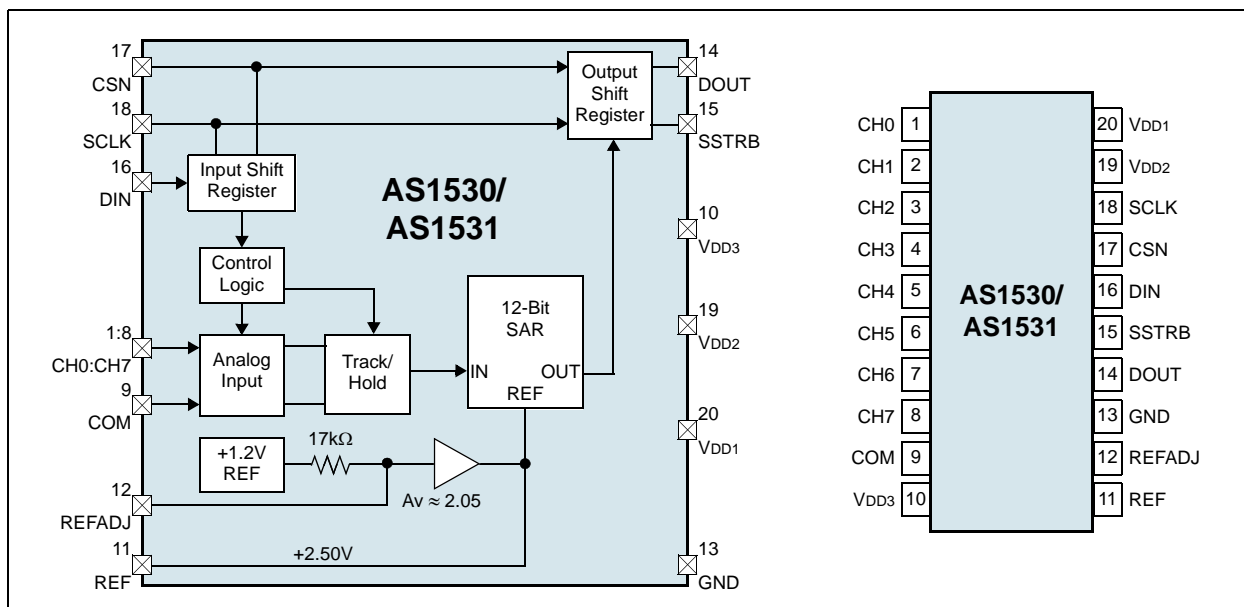 17
CSN
18
SCLK
16
DIN
1:8
CH0:CH7
9
COM
12
REFADJ
11
REF
Input Shift
Register
Control
Logic
Analog
Input
Track/
Hold
+1.2V
REF
17kΩ
Av ≈ 2.05
+2.50V
AS1530/
AS1531
12-Bit
SAR
IN
OUT
REF
Output
Shift
Register
14
DOUT
15
SSTRB
10
VDD3
19
VDD2
20
VDD1
13
GND
CH0 1
CH1 2
CH2 3
CH3 4
CH4 5
CH5 6
CH6 7
CH7 8
COM 9
VDD3 10
AS1530/
AS1531
20 VDD1
19 VDD2
18 SCLK
17 CSN
16 DIN
15 SSTRB
14 DOUT
13 GND
12 REFADJ
11 REF